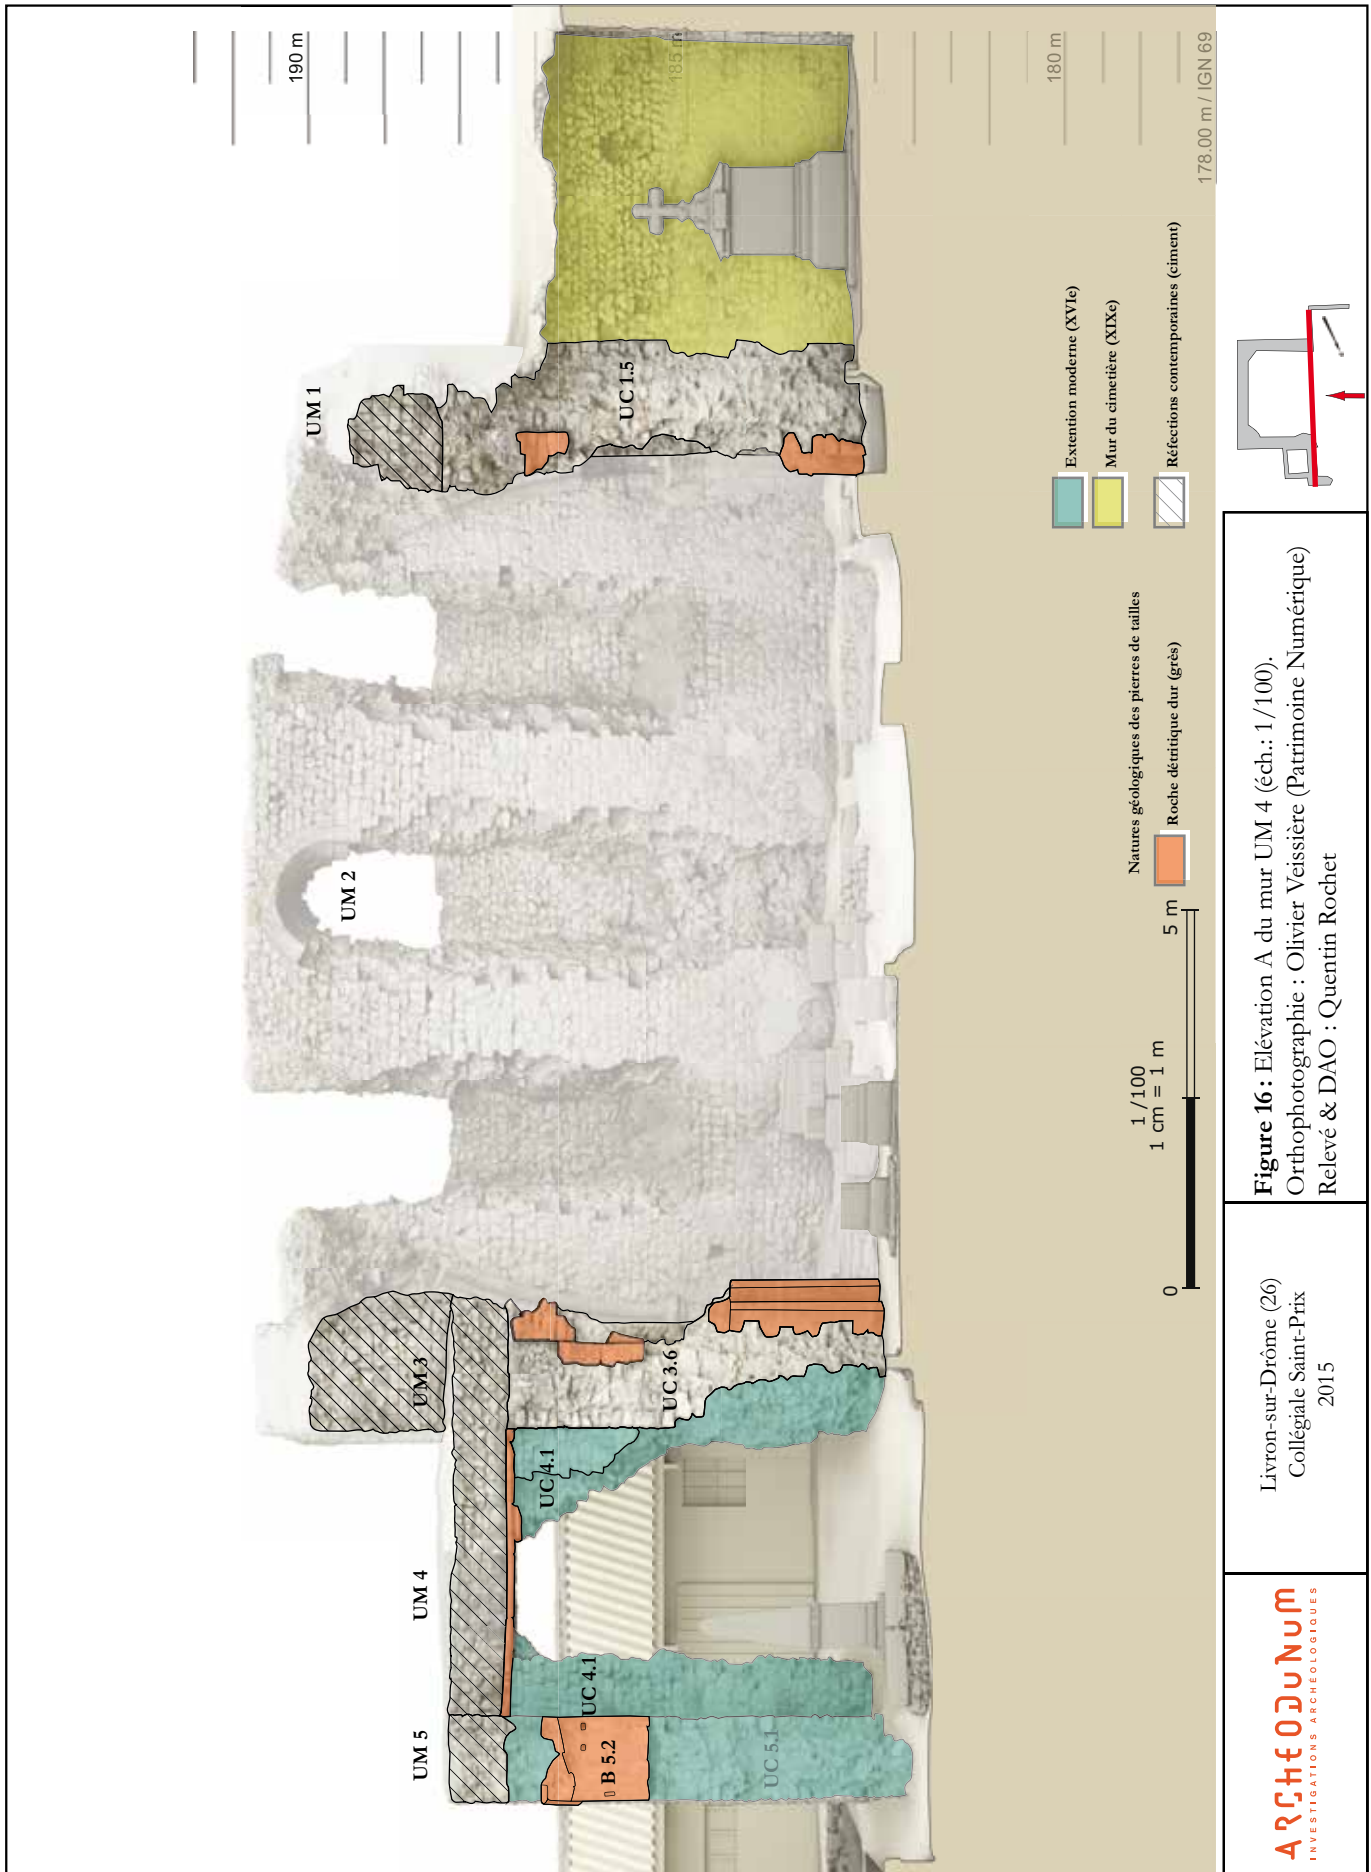 190 m
185 m
180 m
178.00 m / IGN 69
UM 5
UM 4
UM 3
UM 2
UM 1
B 5.2
UC 5.1
UC 4.1
UC 4.1
UC 3.6
UC 1.5
Extention moderne (XVIe)
Mur du cimetière (XIXe)
Réfections contemporaines (ciment)
Natures géologiques des pierres de tailles
Roche détritique dur (grès)
1 /100
1 cm = 1 m
0
5 m
ARCHEODUNUM
INVESTIGATIONS ARCHÉOLOGIQUES
Livron-sur-Drôme (26)
Collégiale Saint-Prix
2015
Figure 16 : Elévation A du mur UM 4 (éch.: 1/100).
Orthophotographie : Olivier Veissière (Patrimoine Numérique)
Relevé & DAO : Quentin Rochet